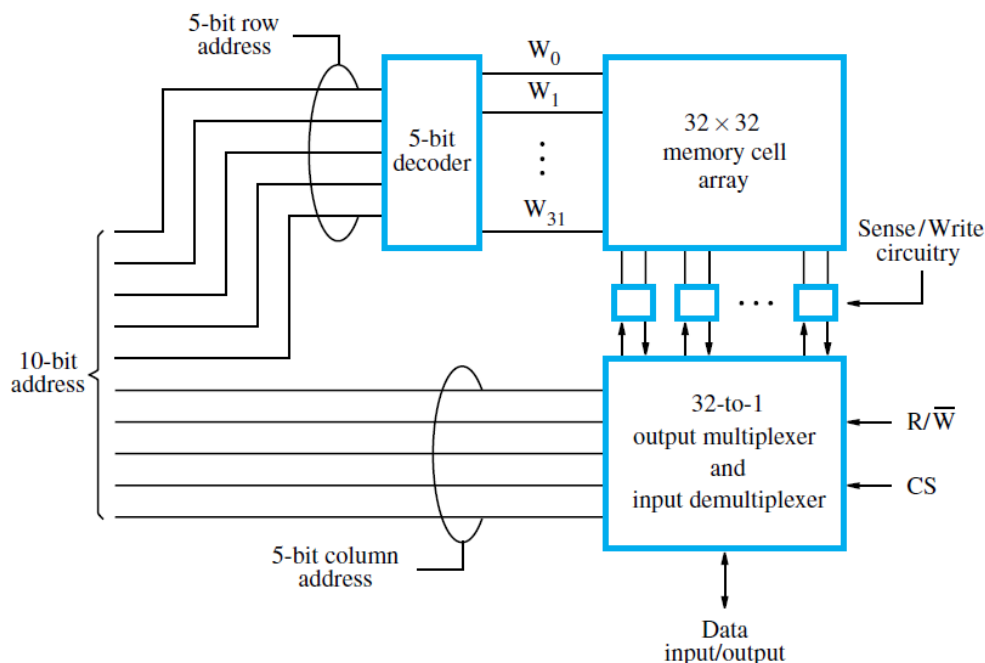 5-bit row
address
W0
W1
⋮
W31
5-bit
decoder
32 × 32
memory cell
array
Sense/Write
circuitry
...
10-bit
address
32-to-1
output multiplexer
and
input demultiplexer
R/W̅
CS
5-bit column
address
Data
input/output